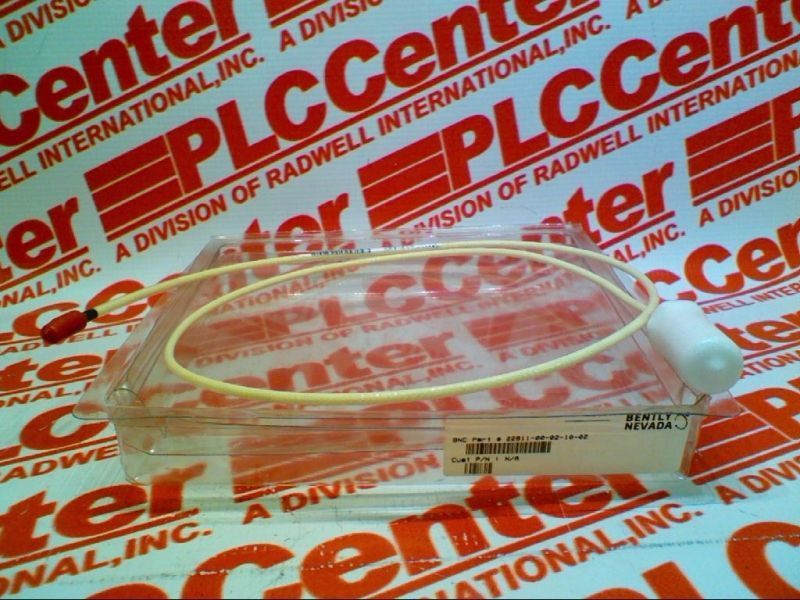 PLCCenter
A DIVISION OF RADWELL INTERNATIONAL, INC.
BENTLY
NEVADA
BNC Part # 22811-00-02-10-02
Cust P/N : N/A